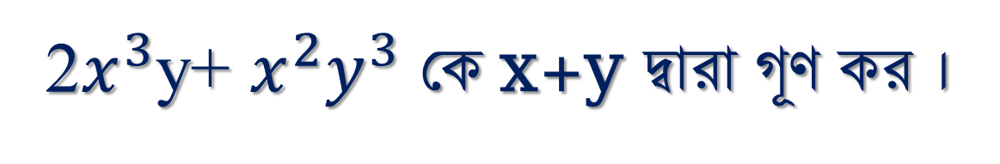 2x³y+ x²y³ কে x+y দ্বারা গূণ কর ।